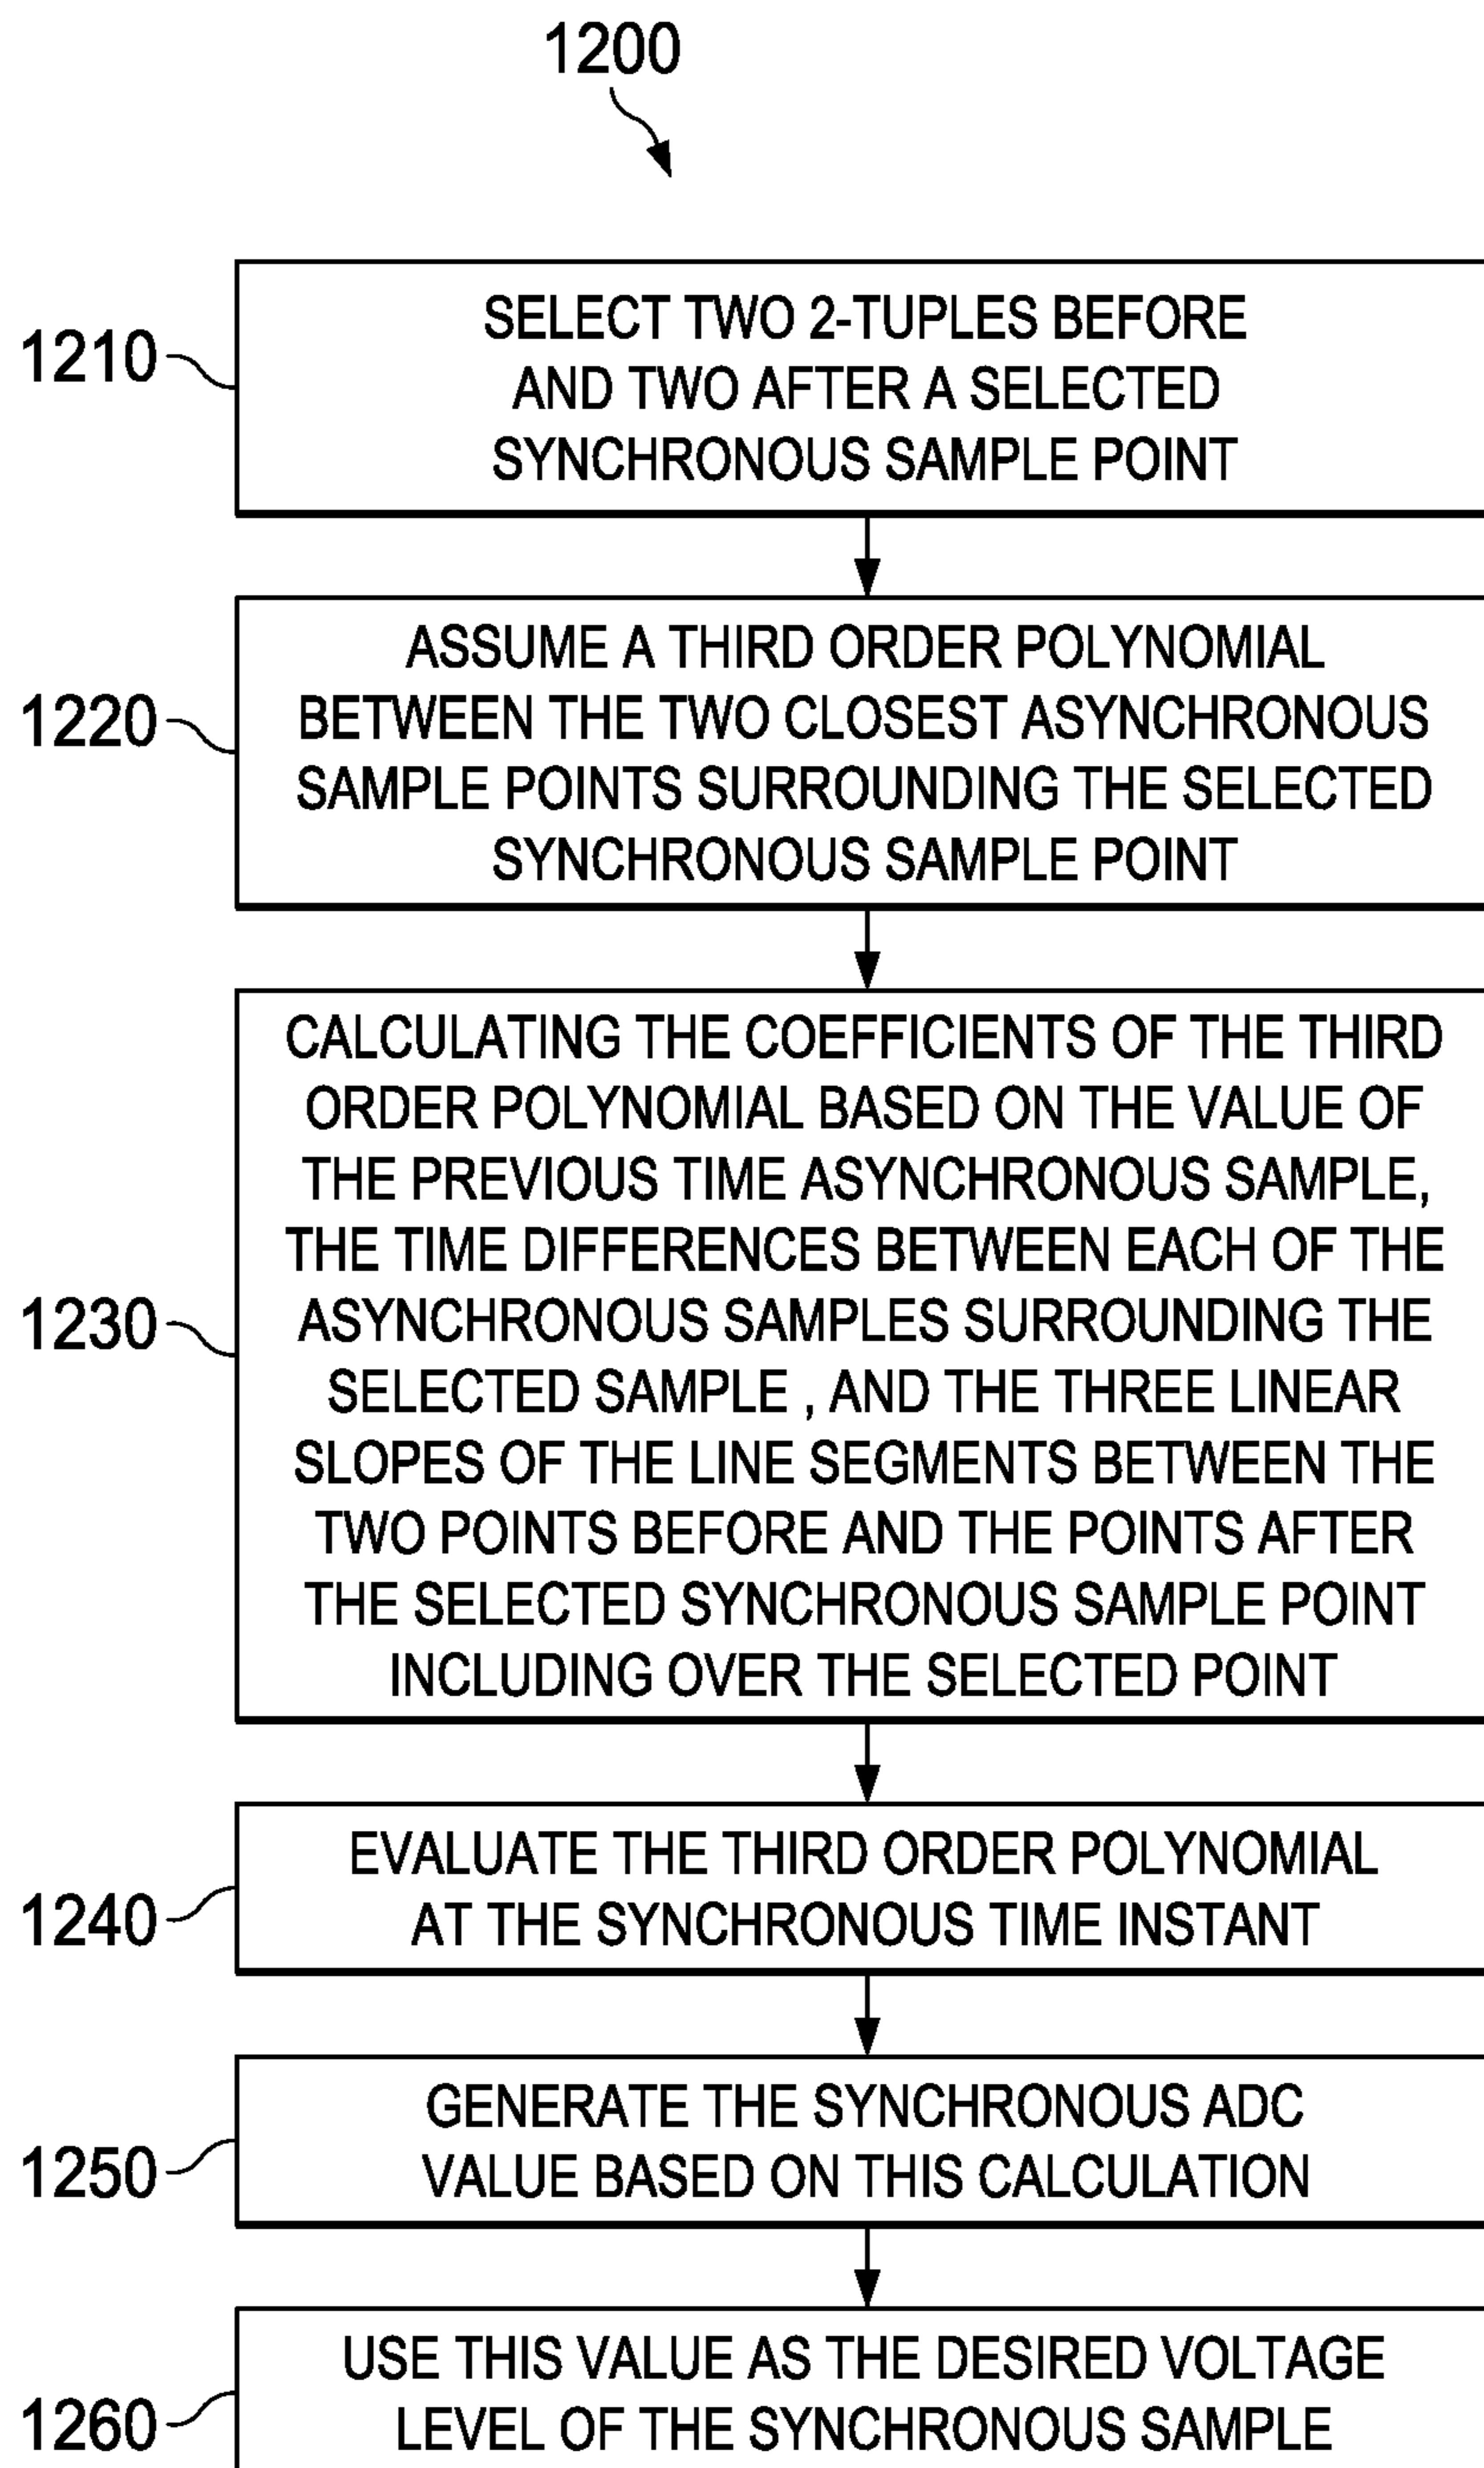 1200
1210
SELECT TWO 2-TUPLES BEFORE
AND TWO AFTER A SELECTED
SYNCHRONOUS SAMPLE POINT
1220
ASSUME A THIRD ORDER POLYNOMIAL
BETWEEN THE TWO CLOSEST ASYNCHRONOUS
SAMPLE POINTS SURROUNDING THE SELECTED
SYNCHRONOUS SAMPLE POINT
1230
CALCULATING THE COEFFICIENTS OF THE THIRD
ORDER POLYNOMIAL BASED ON THE VALUE OF
THE PREVIOUS TIME ASYNCHRONOUS SAMPLE,
THE TIME DIFFERENCES BETWEEN EACH OF THE
ASYNCHRONOUS SAMPLES SURROUNDING THE
SELECTED SAMPLE , AND THE THREE LINEAR
SLOPES OF THE LINE SEGMENTS BETWEEN THE
TWO POINTS BEFORE AND THE POINTS AFTER
THE SELECTED SYNCHRONOUS SAMPLE POINT
INCLUDING OVER THE SELECTED POINT
1240
EVALUATE THE THIRD ORDER POLYNOMIAL
AT THE SYNCHRONOUS TIME INSTANT
1250
GENERATE THE SYNCHRONOUS ADC
VALUE BASED ON THIS CALCULATION
1260
USE THIS VALUE AS THE DESIRED VOLTAGE
LEVEL OF THE SYNCHRONOUS SAMPLE